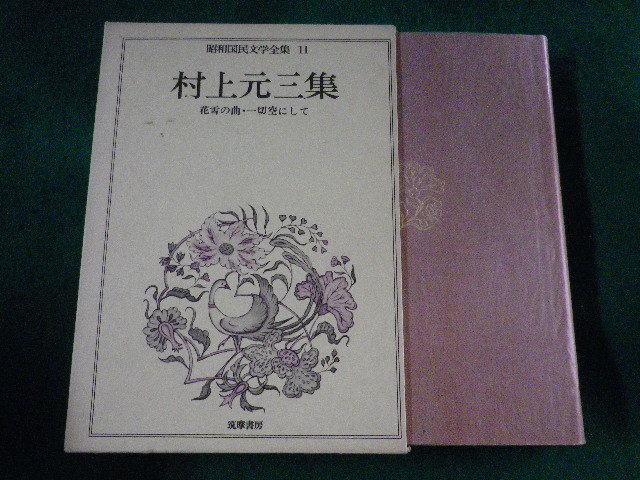 昭和国民文学全集 11
村上元三集
花雪の曲・一切空にして
筑摩書房